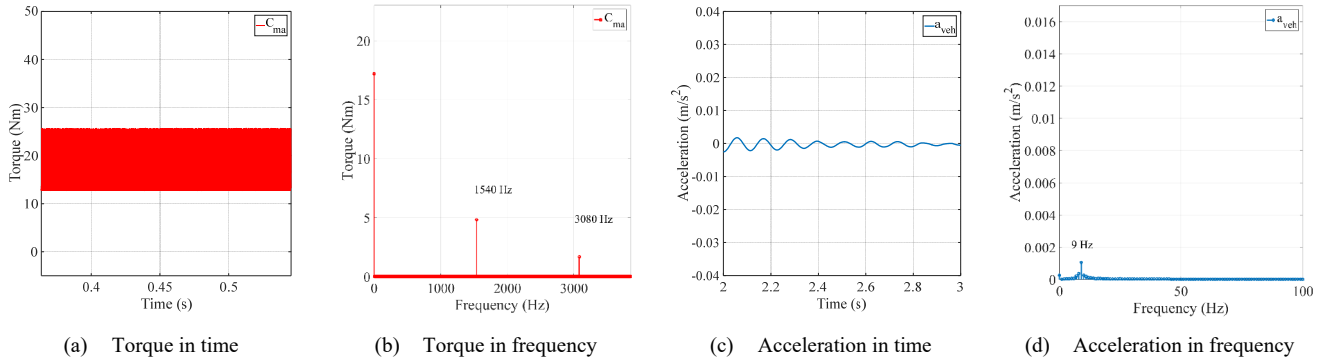 50
40
30
20
10
0
Torque (Nm)
0.4
0.45
0.5
Time (s)
C_ma
(a) Torque in time
20
15
10
5
0
Torque (Nm)
0
1000
2000
3000
Frequency (Hz)
1540 Hz
3080 Hz
C_ma
(b) Torque in frequency
0.04
0.03
0.02
0.01
0
-0.01
-0.02
-0.03
-0.04
Acceleration (m/s²)
2
2.2
2.4
2.6
2.8
3
Time (s)
a_veh
(c) Acceleration in time
0.016
0.014
0.012
0.01
0.008
0.006
0.004
0.002
0
Acceleration (m/s²)
0
50
100
Frequency (Hz)
9 Hz
a_veh
(d) Acceleration in frequency